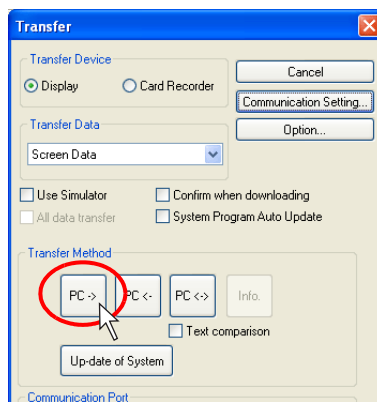 Transfer
Transfer Device
Display
Card Recorder
Cancel
Communication Setting...
Transfer Data
Option...
Screen Data
Use Simulator
Confirm when downloading
All data transfer
System Program Auto Update
Transfer Method
PC ->
PC <-
PC <->
Info.
Text comparison
Up-date of System
Communication Port